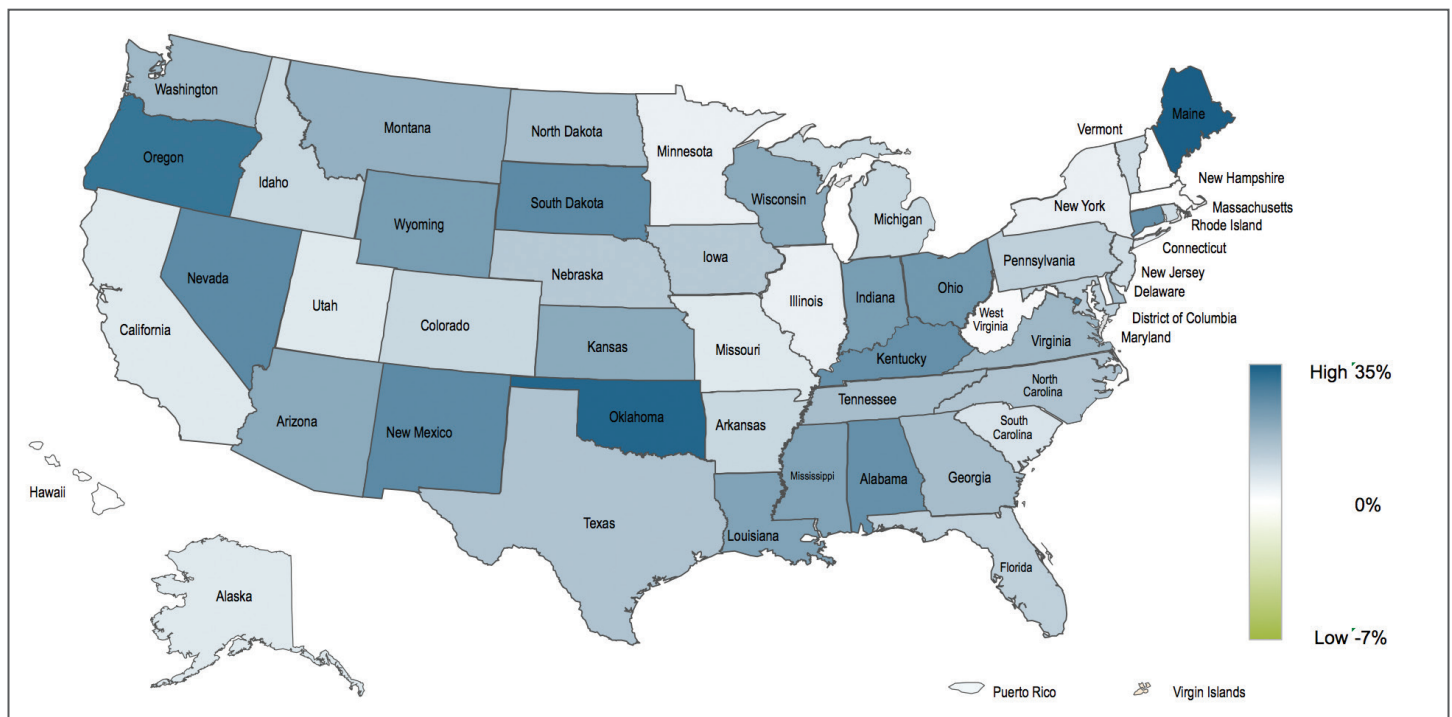 Washington
Montana
North Dakota
Minnesota
Vermont
Maine
Oregon
Idaho
Wyoming
South Dakota
Wisconsin
Michigan
New York
New Hampshire
Massachusetts
Rhode Island
Connecticut
Nevada
Utah
Nebraska
Iowa
Illinois
Indiana
Ohio
Pennsylvania
New Jersey
Delaware
District of Columbia
Maryland
California
Colorado
Kansas
Missouri
Kentucky
West
Virginia
Virginia
Arizona
New Mexico
Oklahoma
Arkansas
Tennessee
North
Carolina
South
Carolina
Texas
Louisiana
Mississippi
Alabama
Georgia
Florida
Hawaii
Alaska
Puerto Rico
Virgin Islands
High 35%
0%
Low -7%